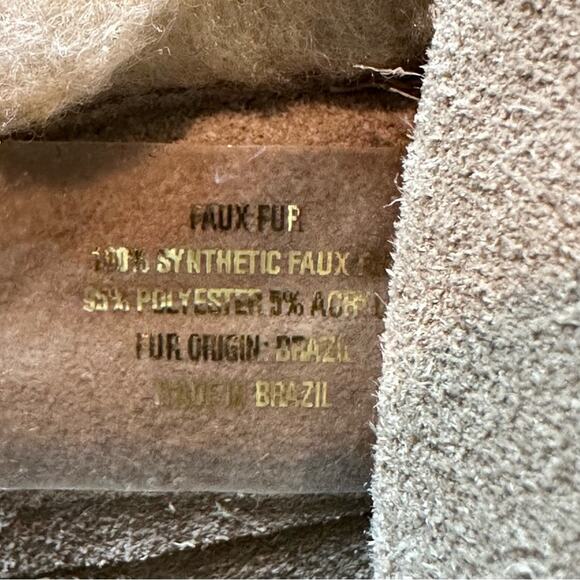 FAUX FUR
100% SYNTHETIC FAUX
95% POLYESTER 5%
FUR ORIGIN: BRAZIL
MADE IN BRAZIL